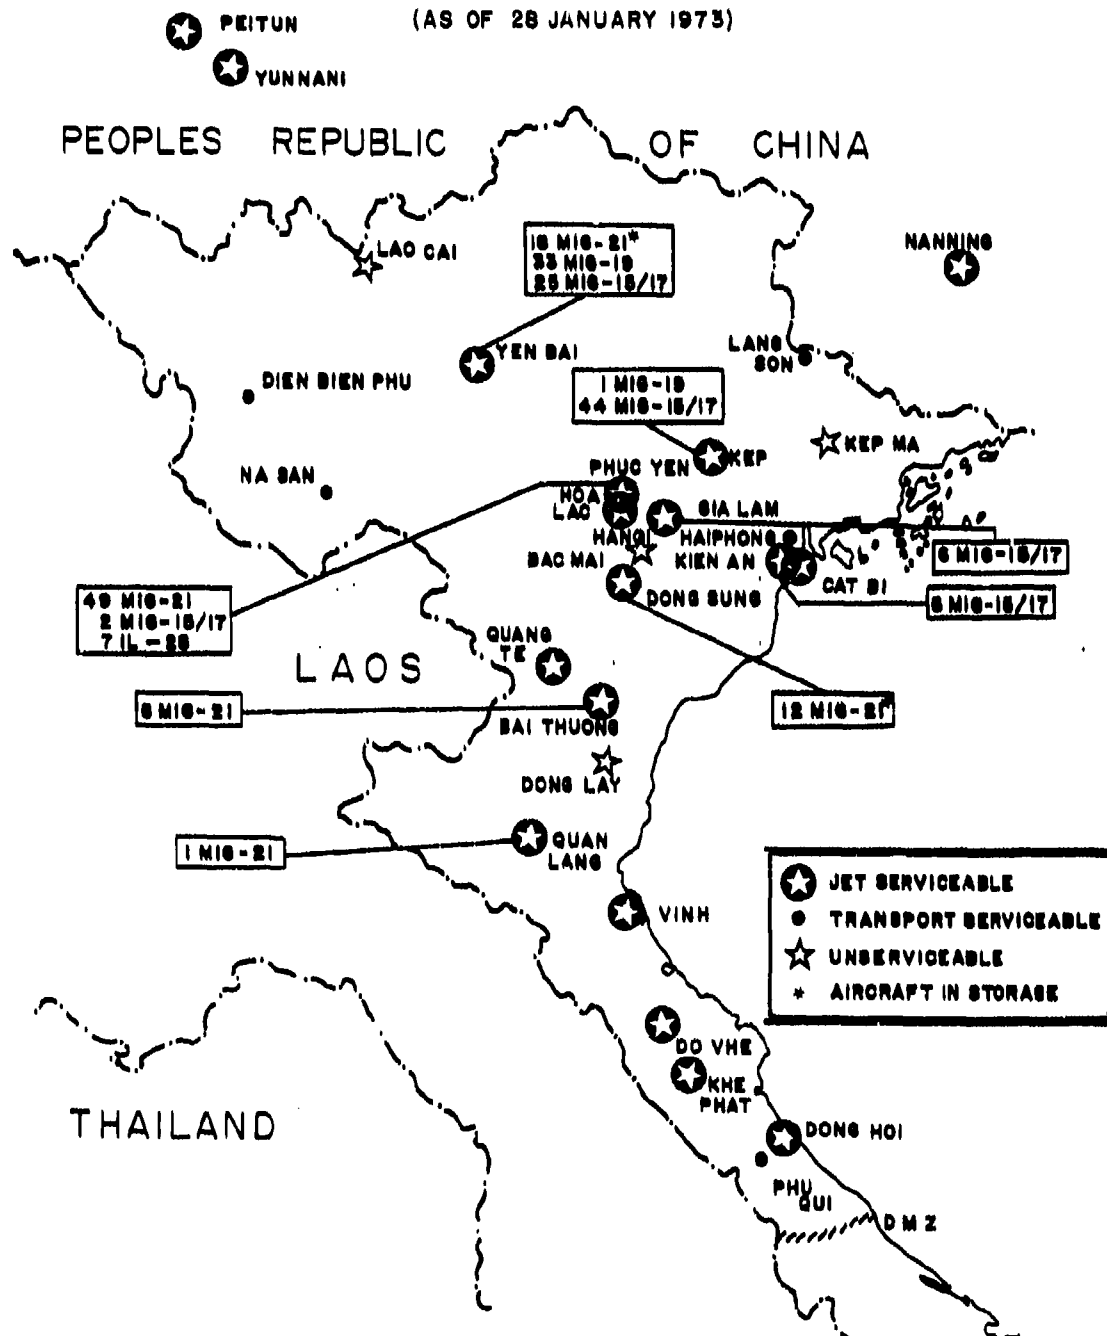 (AS OF 28 JANUARY 1973)
PEITUN
YUNNANI
PEOPLES REPUBLIC OF CHINA
LAO CAI
MIG-21*
33 MIG-19
25 MIG-15/17
NANNING
YEN BAI
LANG
SON
DIEN BIEN PHU
1 MIG-19
44 MIG-15/17
KEP
KEP MA
NA SAN
PHUC YEN
HOA
LAC
GIA LAM
HANOI
HAIPHONG
BAC MAI
KIEN AN
6 MIG-15/17
CAT BI
MIG-15/17
DONG SUNG
49 MIG-21
2 MIG-15/17
7 IL-28
QUANG
TE
LAOS
MIG-21
BAI THUONG
12 MIG-21*
DONG LAY
1 MIG-21
QUAN
LANG
JET SERVICEABLE
TRANSPORT SERVICEABLE
UNSERVICEABLE
* AIRCRAFT IN STORAGE
VINH
DO VHE
KHE
PHAT
THAILAND
DONG HOI
PHU
QUI
DMZ